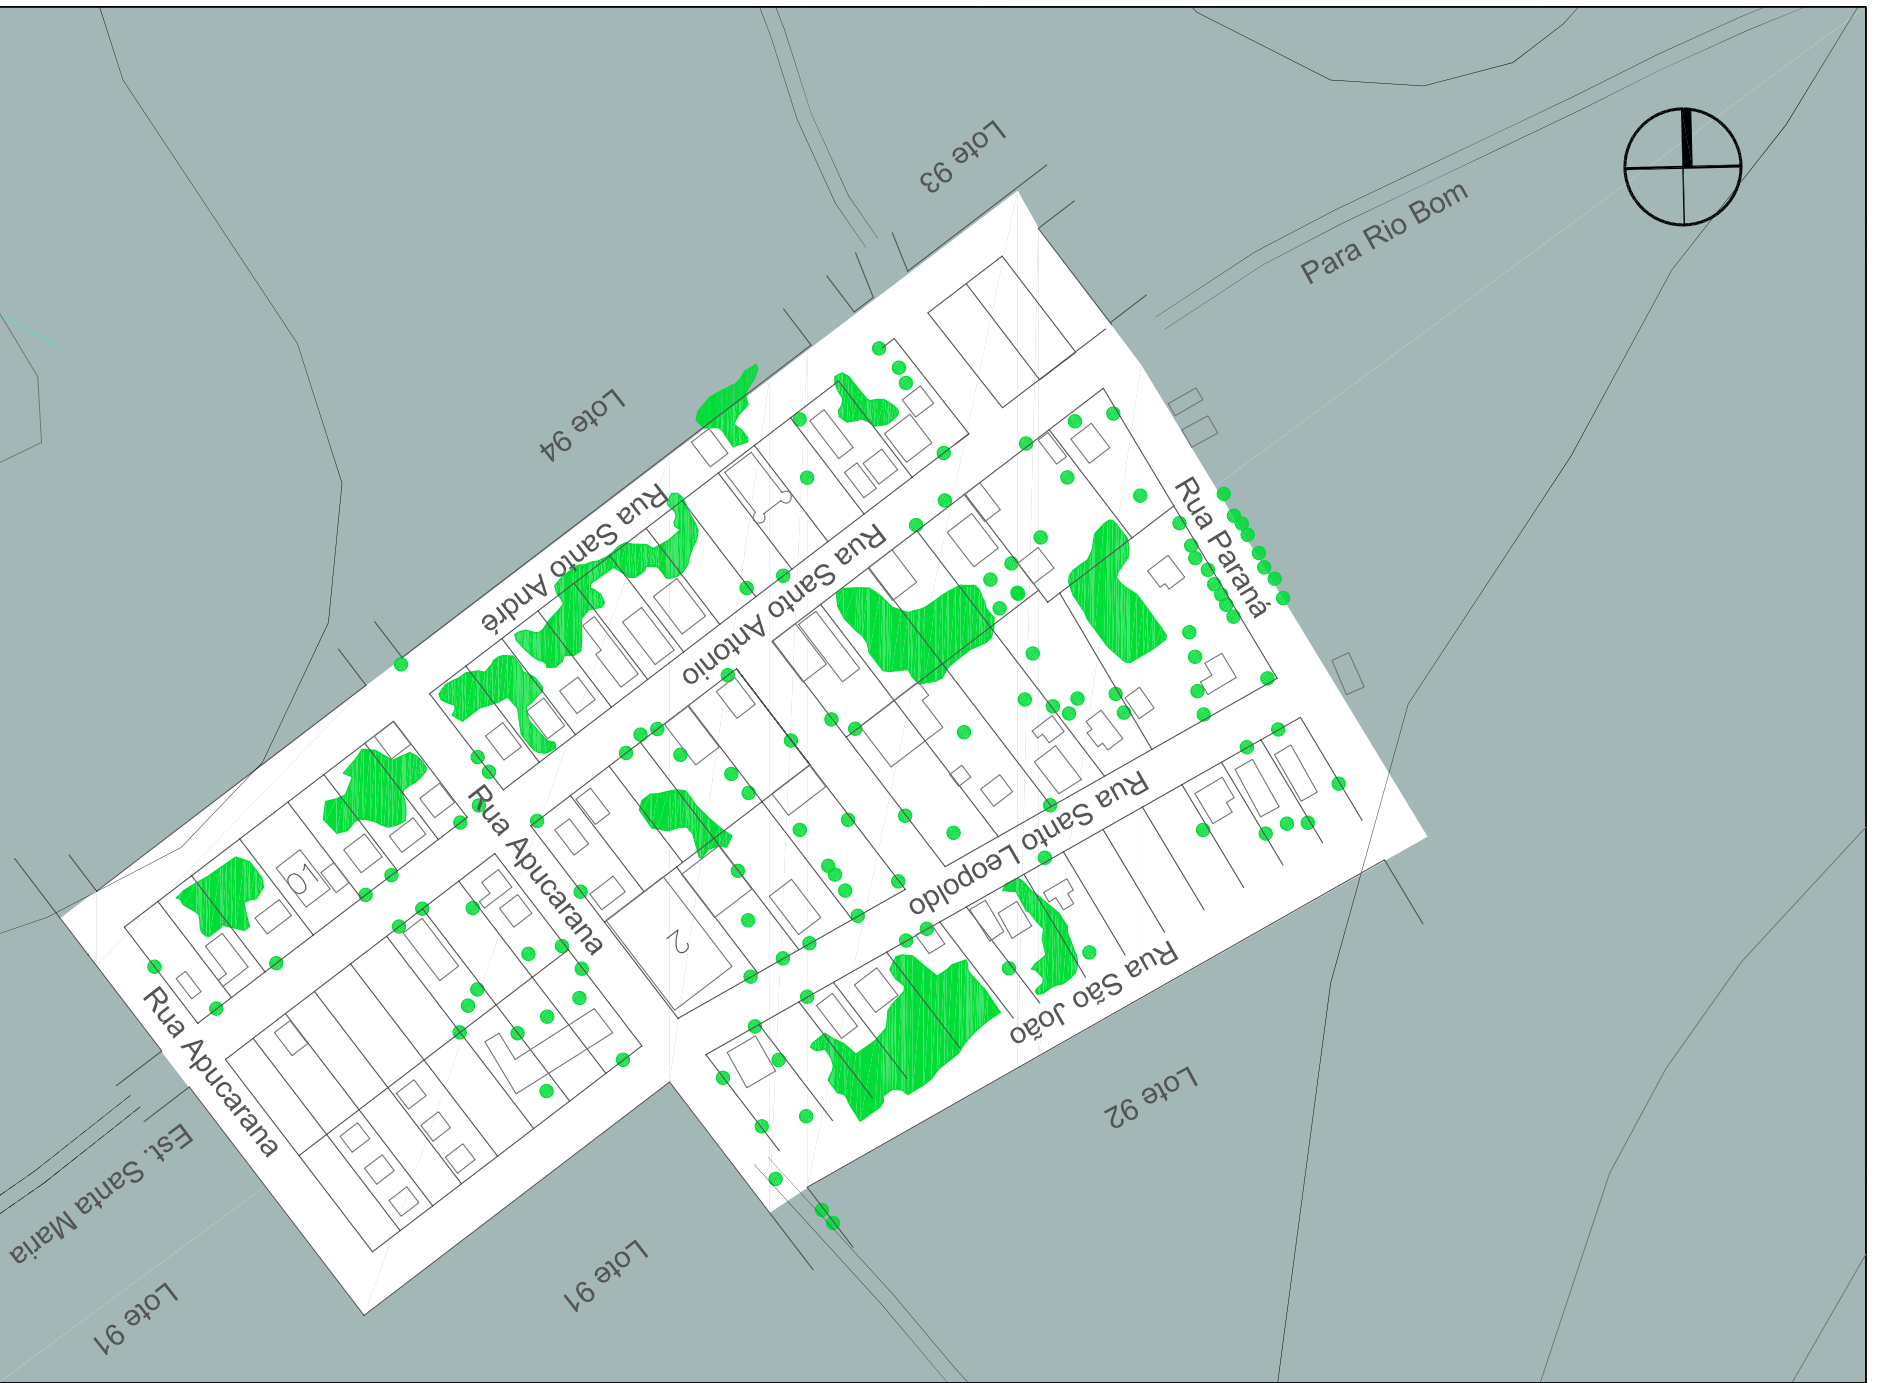 Lote 93
Para Rio Bom
Lote 94
Rua Santo André
Rua Santo Antonio
Rua Paraná
Rua Apucarana
Rua Santo Leopoldo
2
Rua São João
Rua Apucarana
Est. Santa Maria
Lote 92
Lote 91
Lote 91